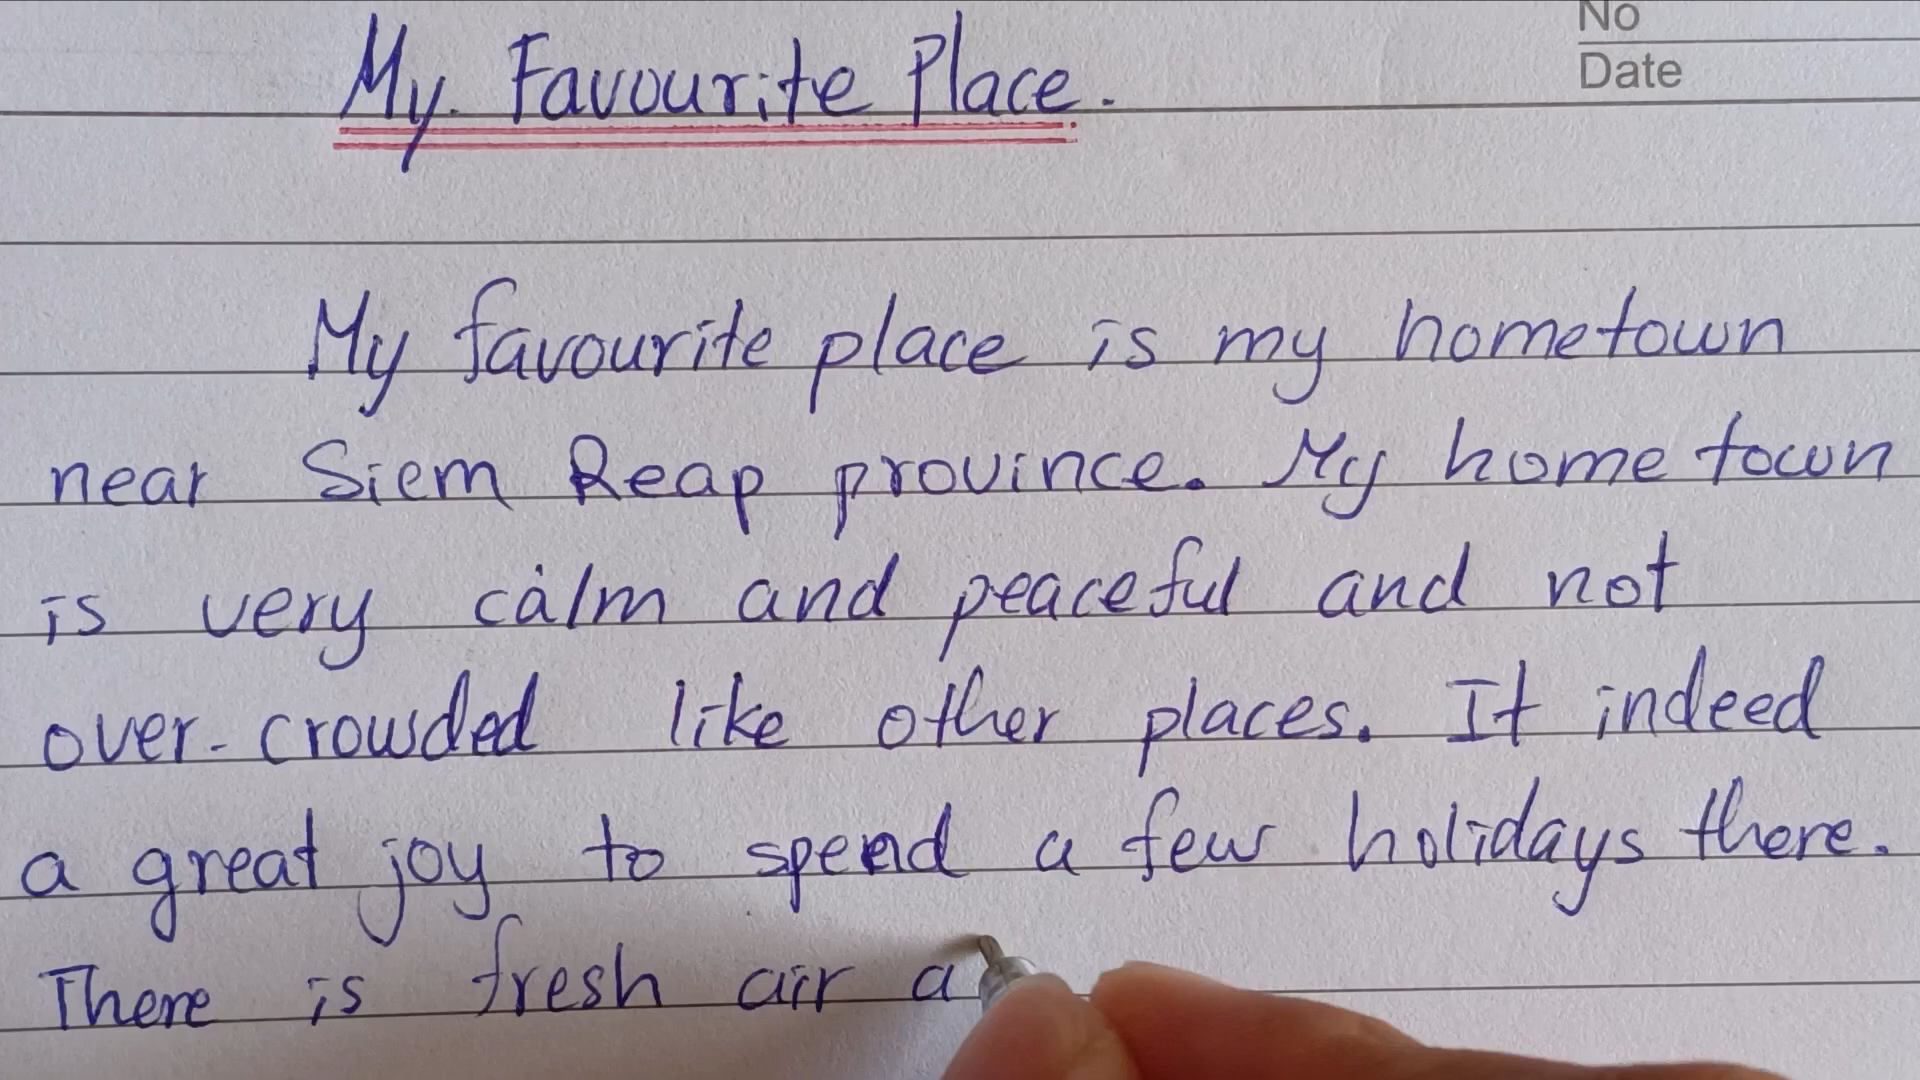 No
Date
My Favourite Place.
My favourite place is my hometown
near Siem Reap province. My home town
is very calm and peaceful and not
over-crowded like other places. It indeed
a great joy to spend a few holidays there.
There is fresh air a